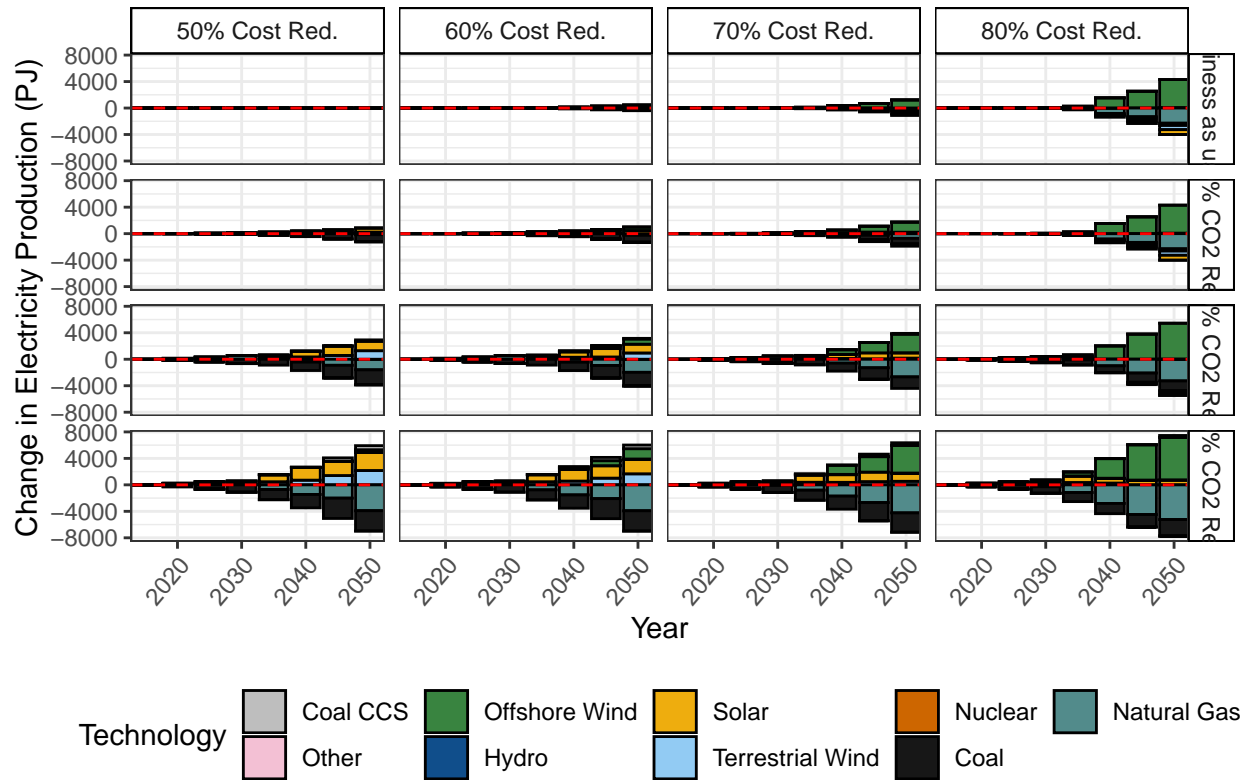 50% Cost Red. 60% Cost Red. 70% Cost Red. 80% Cost Red.
Change in Electricity Production (PJ)
8000
4000
0
−4000
−8000
iness as u
8000
4000
0
−4000
−8000
% CO2 Re
8000
4000
0
−4000
−8000
% CO2 Re
8000
4000
0
−4000
−8000
% CO2 Re
2020 2030 2040 2050 2020 2030 2040 2050 2020 2030 2040 2050 2020 2030 2040 2050
Year
Technology
Coal CCS Offshore Wind Solar Nuclear Natural Gas
Other Hydro Terrestrial Wind Coal